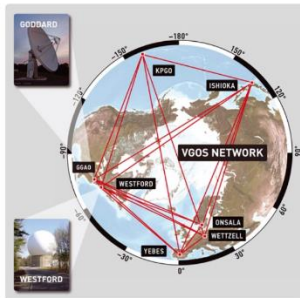 GODDARD
-180°
-150°
150°
KPGO
ISHIOKA
120°
VGOS NETWORK
-90°
90°
GGAO
WESTFORD
ONSALA
WETTZELL
60°
YEBES
-30°
0°
30°
WESTFORD